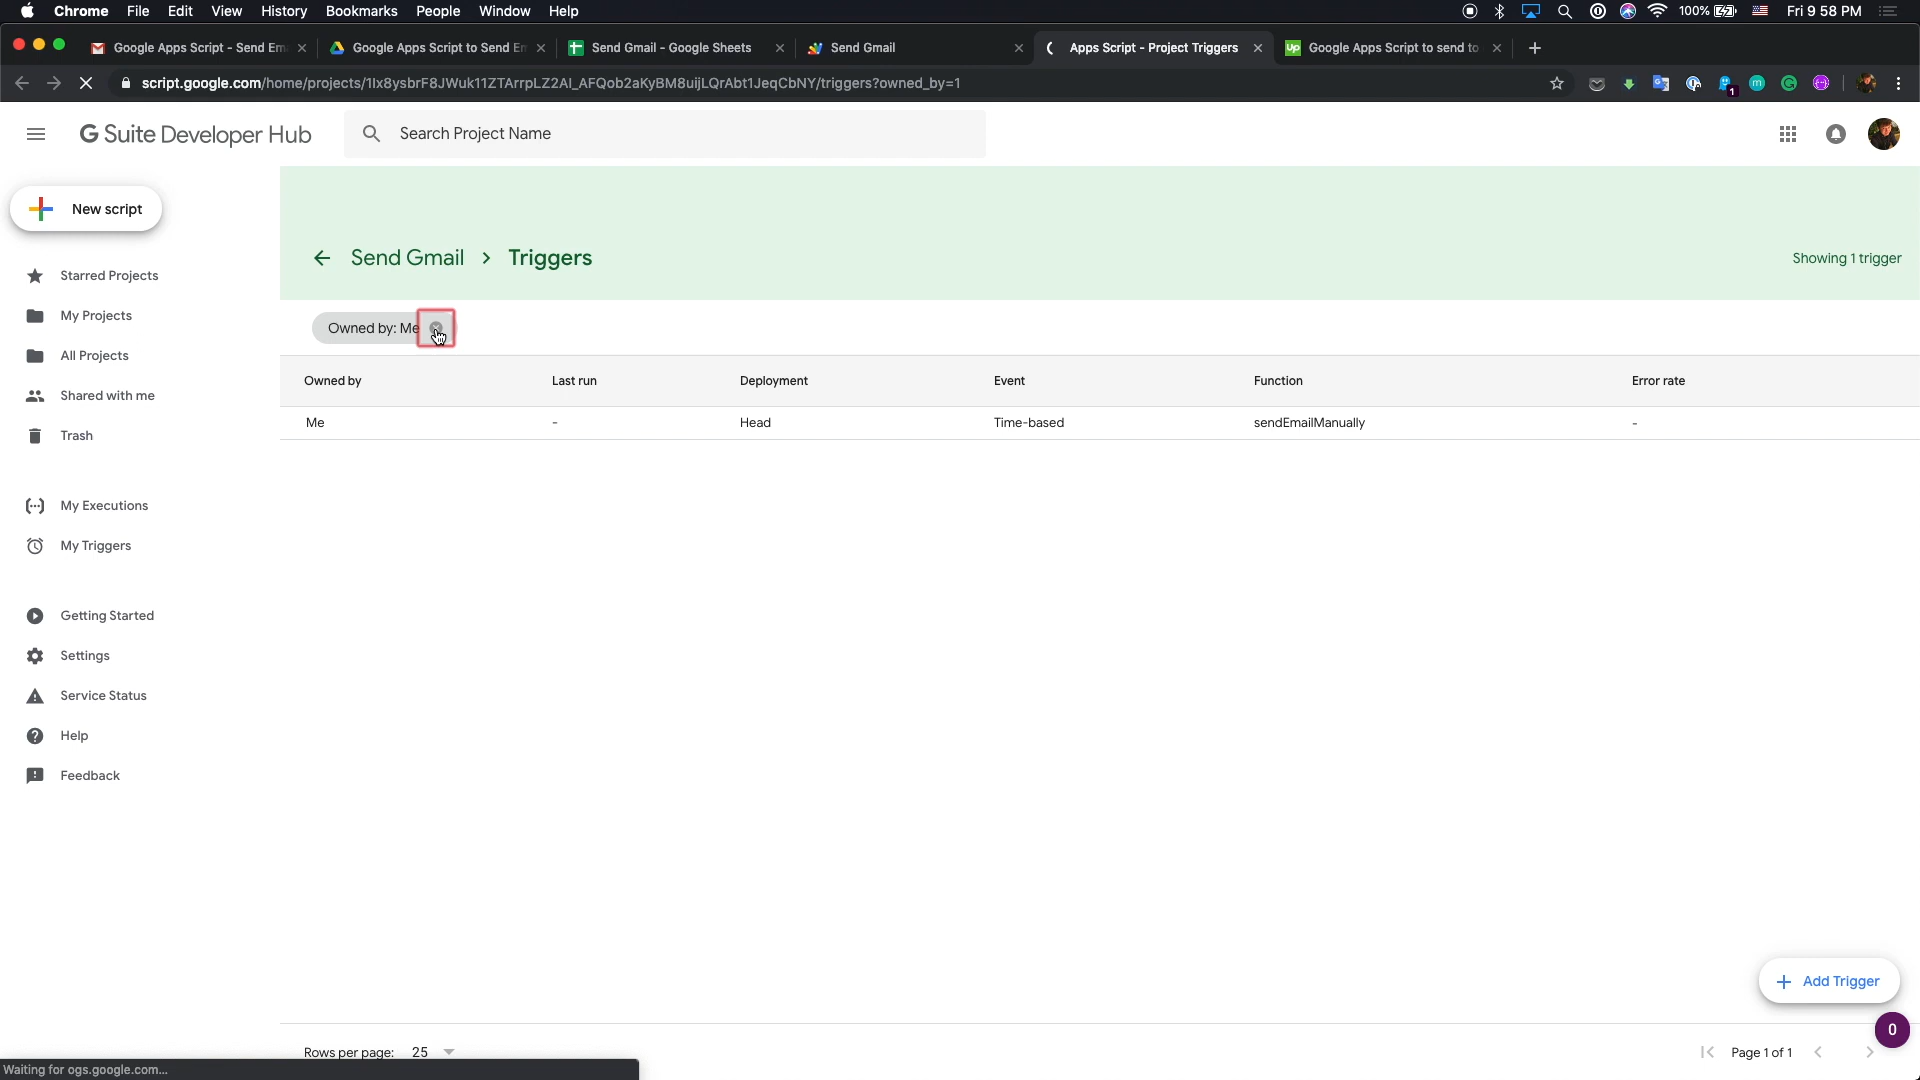 Chrome File Edit View History Bookmarks People Window Help 100% Fri 9 58 PM
Google Apps Script - Send Em Google Apps Script to Send Em Send Gmail - Google Sheets Send Gmail Apps Script - Project Triggers Up Google Apps Script to send to
script.google.com/home/projects/1Ix8ysbrF8JWuk11ZTArrpLZ2AI_AFQob2aKyBM8uijLQrAbt1JeqCbNY/triggers?owned_by=1
1 m
G Suite Developer Hub Search Project Name
New script
Send Gmail > Triggers Showing 1 trigger
Starred Projects
My Projects
Owned by: Me
All Projects
Owned by Last run Deployment Event Function Error rate
Shared with me
Me - Head Time-based sendEmailManually -
Trash
My Executions
My Triggers
Getting Started
Settings
Service Status
Help
Feedback
Add Trigger
0
Rows per page: 25 Page 1 of 1
Waiting for ogs.google.com...